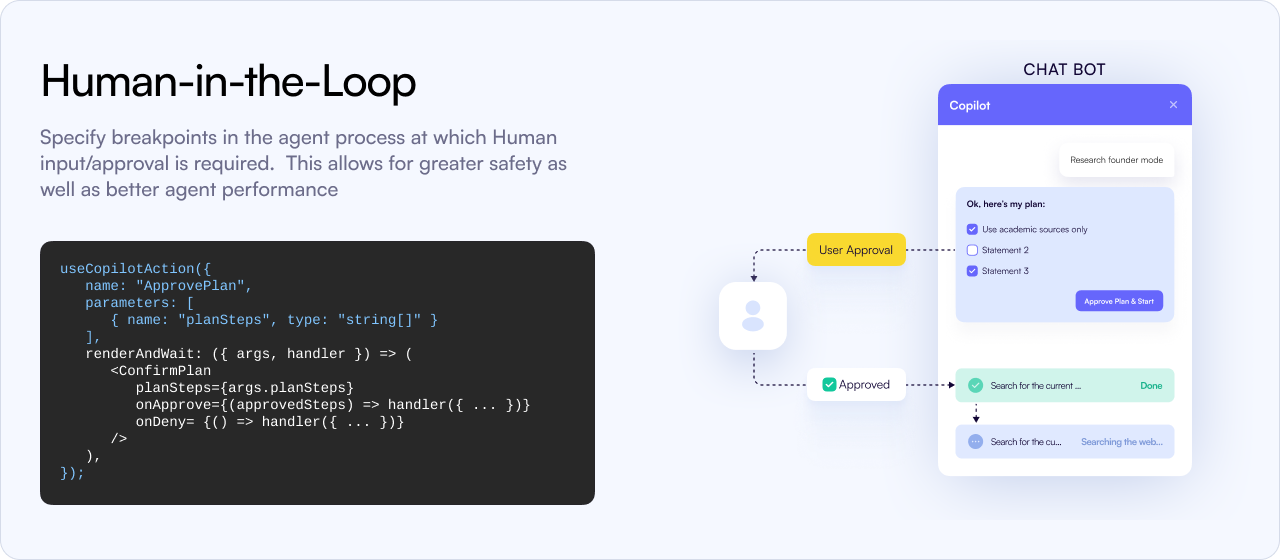 Human-in-the-Loop
Specify breakpoints in the agent process at which Human
input/approval is required.  This allows for greater safety as
well as better agent performance
useCopilotAction({
   name: "ApprovePlan",
   parameters: [
      { name: "planSteps", type: "string[]" }
   ],
   renderAndWait: ({ args, handler }) => (
      <ConfirmPlan
         planSteps={args.planSteps}
         onApprove={(approvedSteps) => handler({ ... })}
         onDeny= {() => handler({ ... })}
      />
   ),
});
User Approval
Approved
CHAT BOT
Copilot
Research founder mode
Ok, here's my plan:
Use academic sources only
Statement 2
Statement 3
Approve Plan & Start
Search for the current ... Done
Search for the cu... Searching the web...